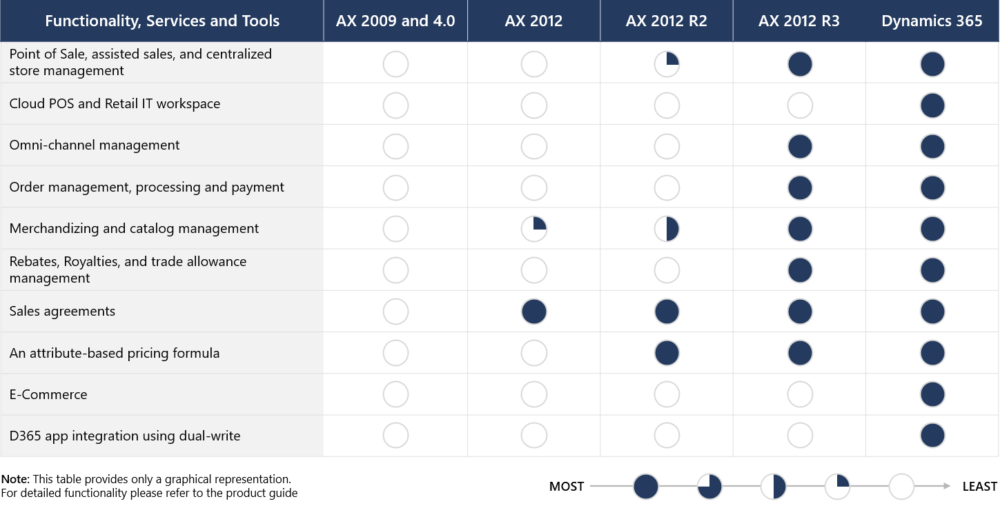 Functionality, Services and Tools AX 2009 and 4.0 AX 2012 AX 2012 R2 AX 2012 R3 Dynamics 365
Point of Sale, assisted sales, and centralized
store management
Cloud POS and Retail IT workspace
Omni-channel management
Order management, processing and payment
Merchandizing and catalog management
Rebates, Royalties, and trade allowance
management
Sales agreements
An attribute-based pricing formula
E-Commerce
D365 app integration using dual-write
Note: This table provides only a graphical representation.
For detailed functionality please refer to the product guide
MOST LEAST